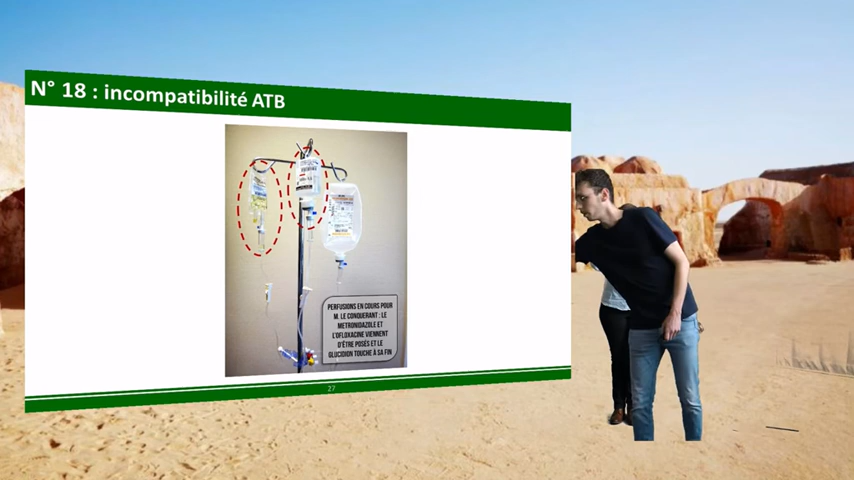 N° 18 : incompatibilité ATB
PERFUSIONS EN COURS POUR
M. LE CONQUERANT : LE
METRONIDAZOLE ET
L'OFLOXACINE VIENNENT
D'ÊTRE POSÉS ET LE
GLUCIDION TOUCHE À SA FIN
27